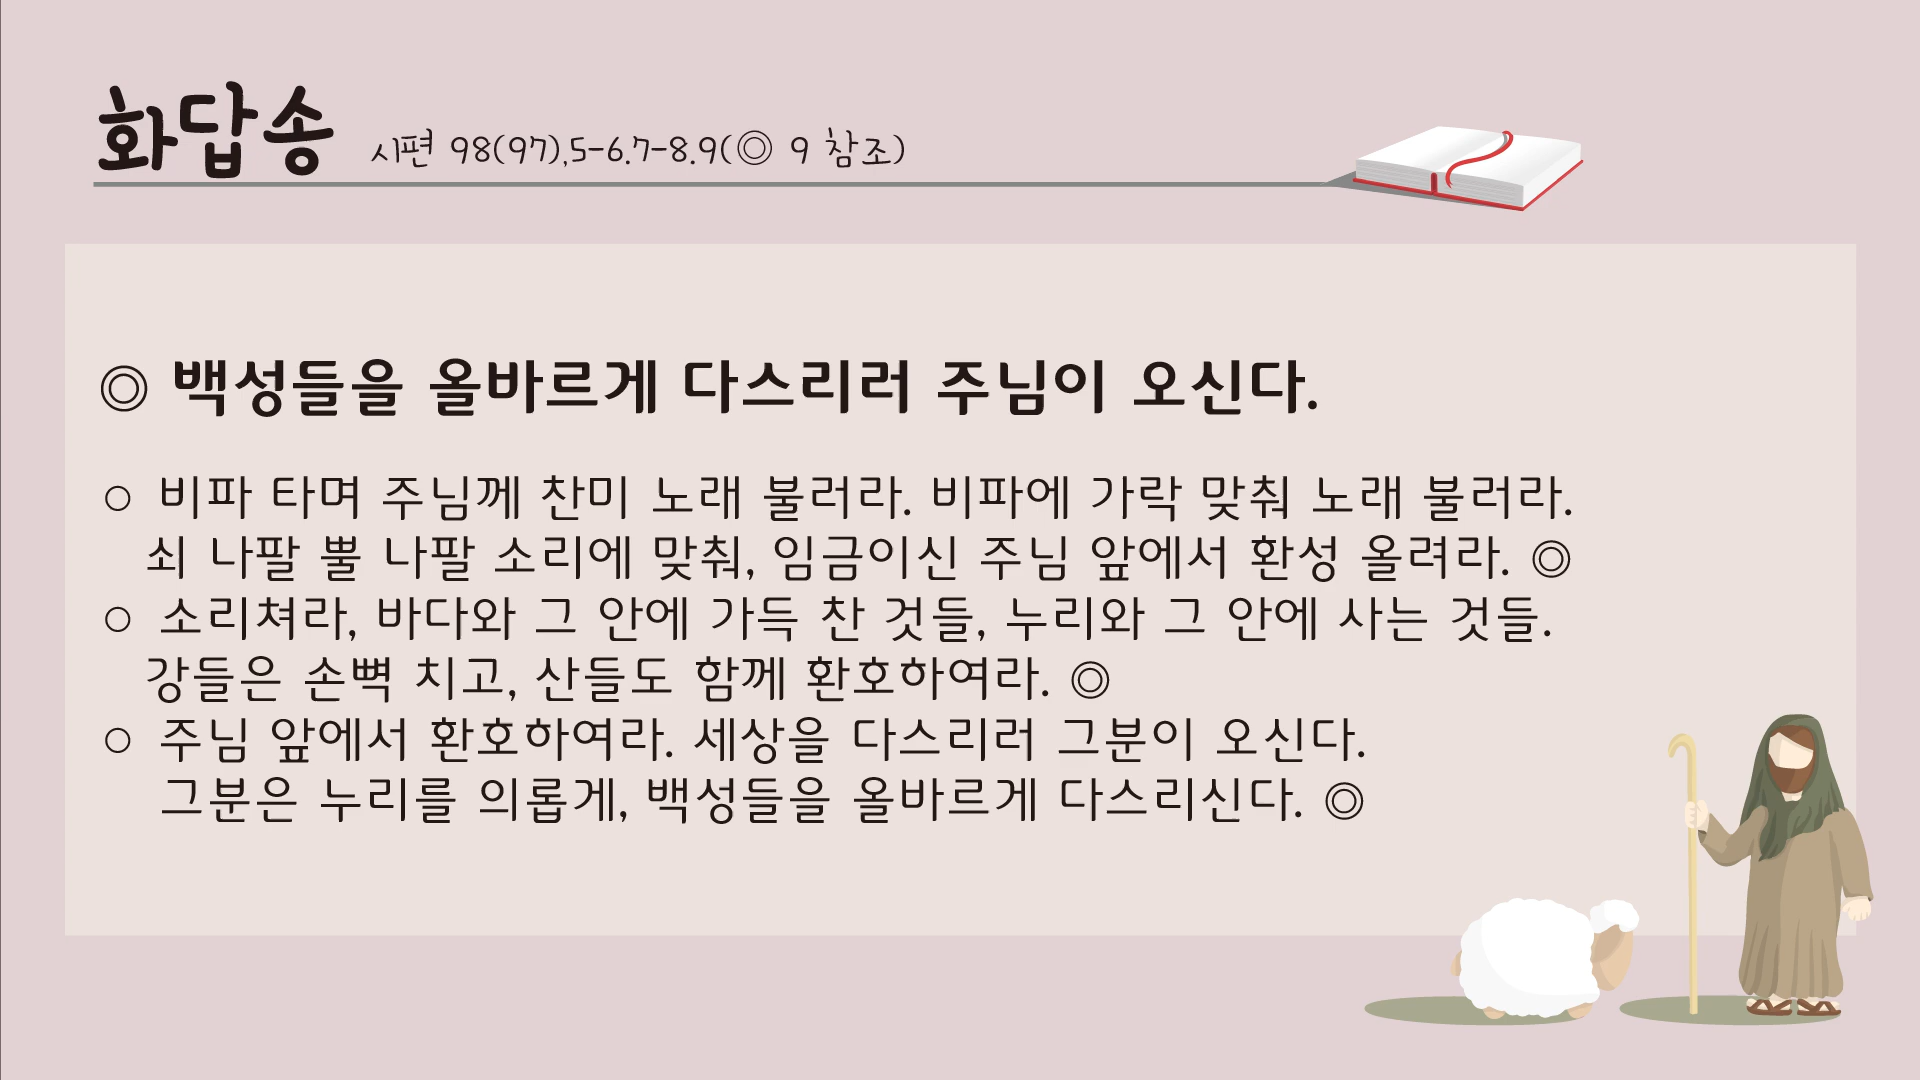 화답송 시편 98(97),5-6.7-8.9(◎ 9 참조)
◎ 백성들을 올바르게 다스리러 주님이 오신다.
○ 비파 타며 주님께 찬미 노래 불러라. 비파에 가락 맞춰 노래 불러라.
쇠 나팔 뿔 나팔 소리에 맞춰, 임금이신 주님 앞에서 환성 올려라. ◎
○ 소리쳐라, 바다와 그 안에 가득 찬 것들, 누리와 그 안에 사는 것들.
강들은 손뼉 치고, 산들도 함께 환호하여라. ◎
○ 주님 앞에서 환호하여라. 세상을 다스리러 그분이 오신다.
그분은 누리를 의롭게, 백성들을 올바르게 다스리신다. ◎